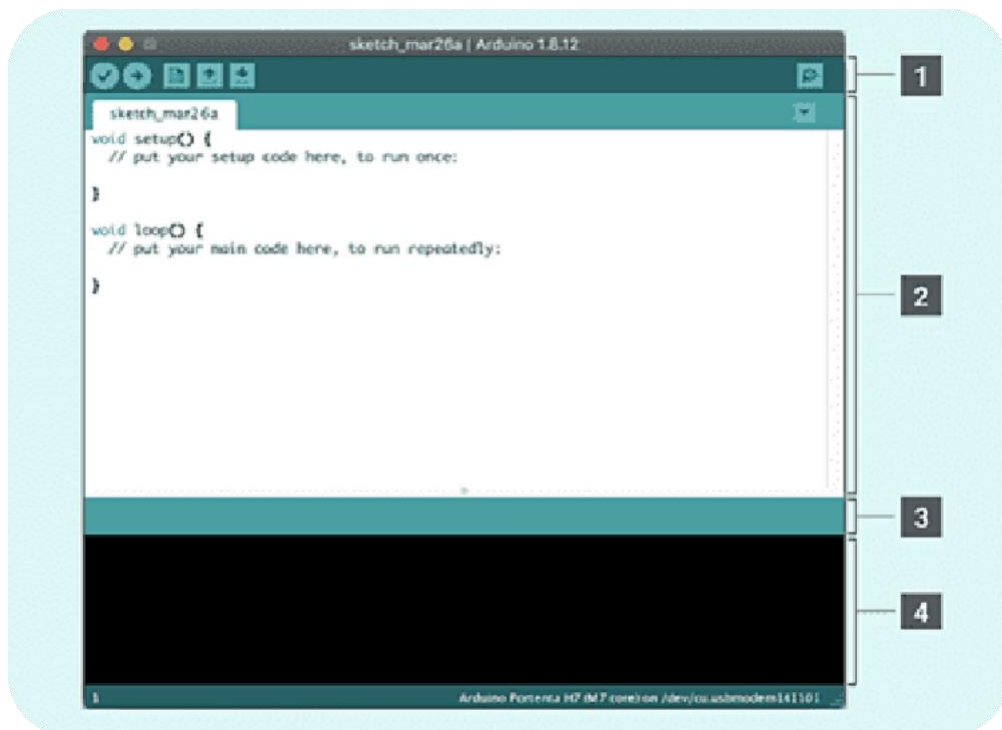 sketch_mar26a | Arduino 1.8.12
1
sketch_mar26a
void setup() {
  // put your setup code here, to run once:
}
void loop() {
  // put your main code here, to run repeatedly:
}
2
3
4
1
Arduino Portenta H7 (M7 core) on /dev/cu.usbmodem141101